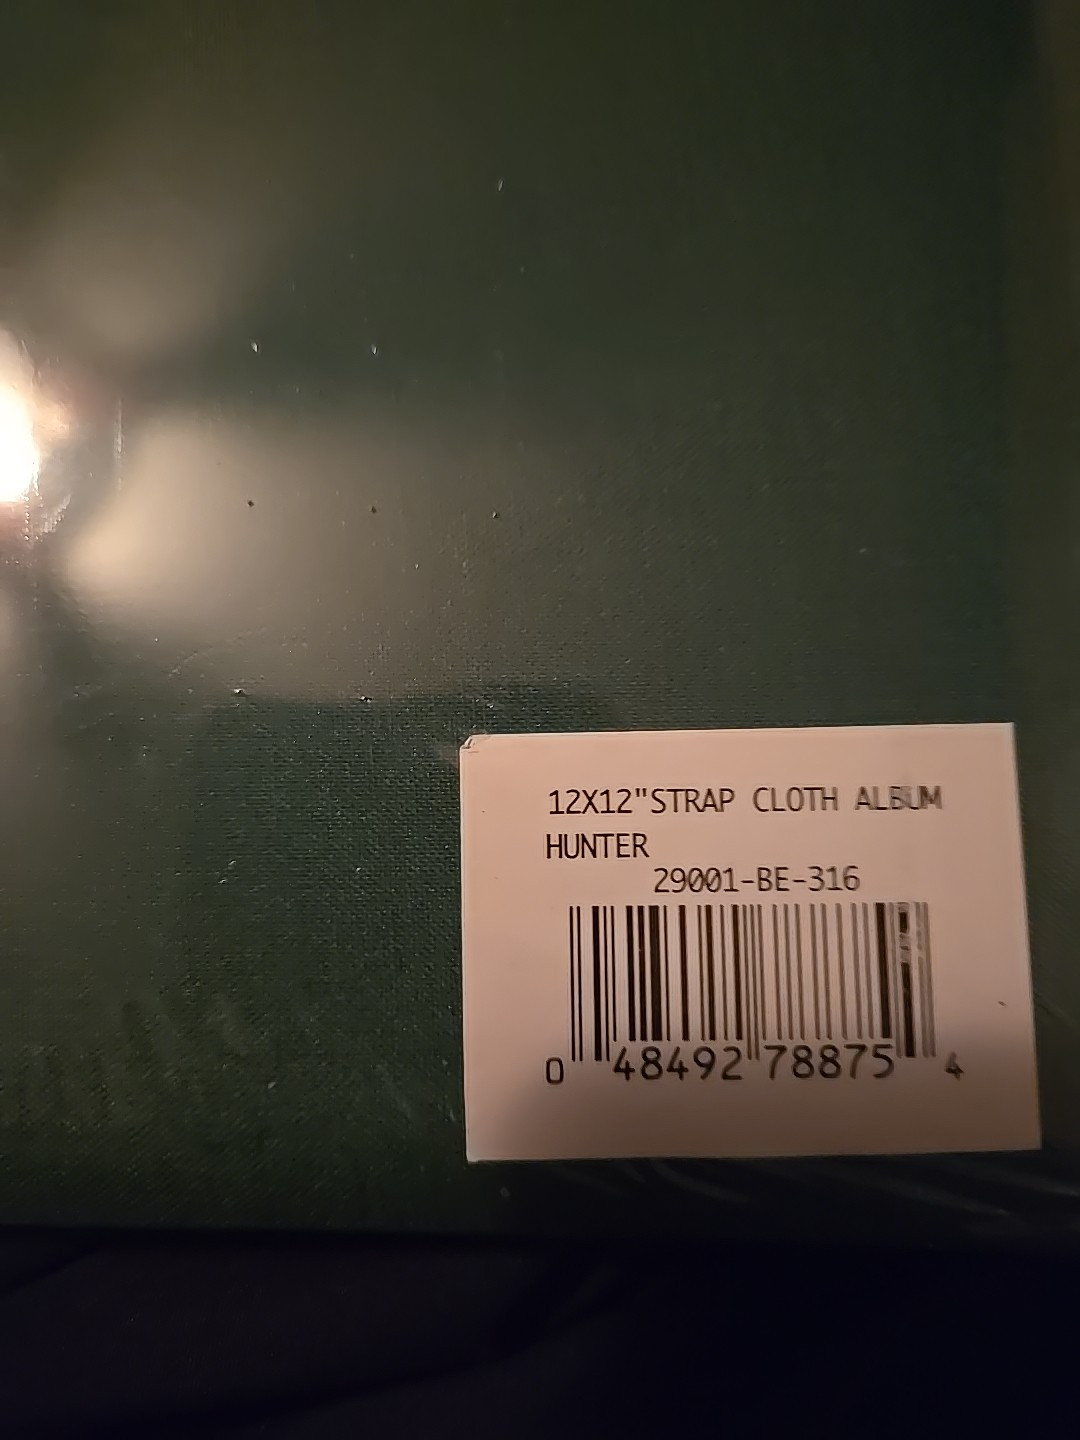 12X12"STRAP CLOTH ALBUM
HUNTER
29001-BE-316
0 48492 78875 4